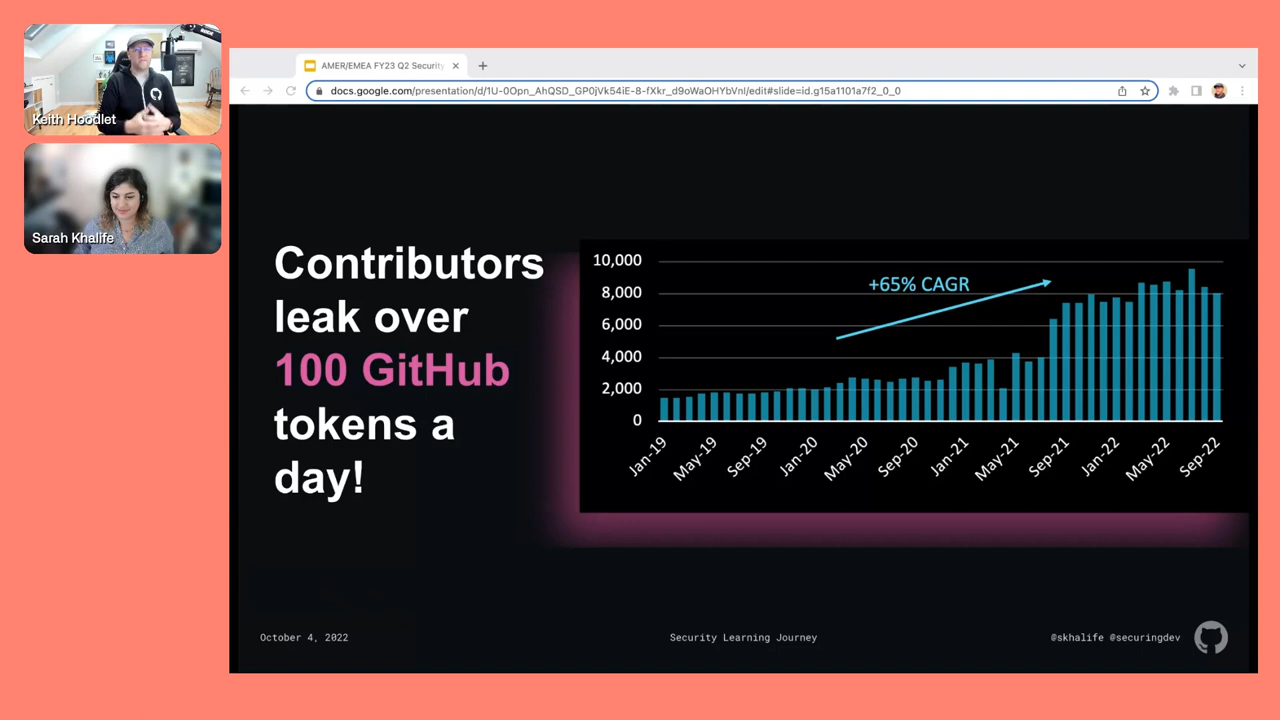 Keith Hoodlet
Sarah Khalife
AMER/EMEA FY23 Q2 Security
docs.google.com/presentation/d/1U-0Opn_AhQSD_GP0jVk54iE-8-fXkr_d9oWaOHYbVnI/edit#slide=id.g15a1101a7f2_0_0
Contributors
leak over
100 GitHub
tokens a
day!
10,000
8,000
6,000
4,000
2,000
0
+65% CAGR
Jan-19
May-19
Sep-19
Jan-20
May-20
Sep-20
Jan-21
May-21
Sep-21
Jan-22
May-22
Sep-22
October 4, 2022
Security Learning Journey
@skhalife @securingdev